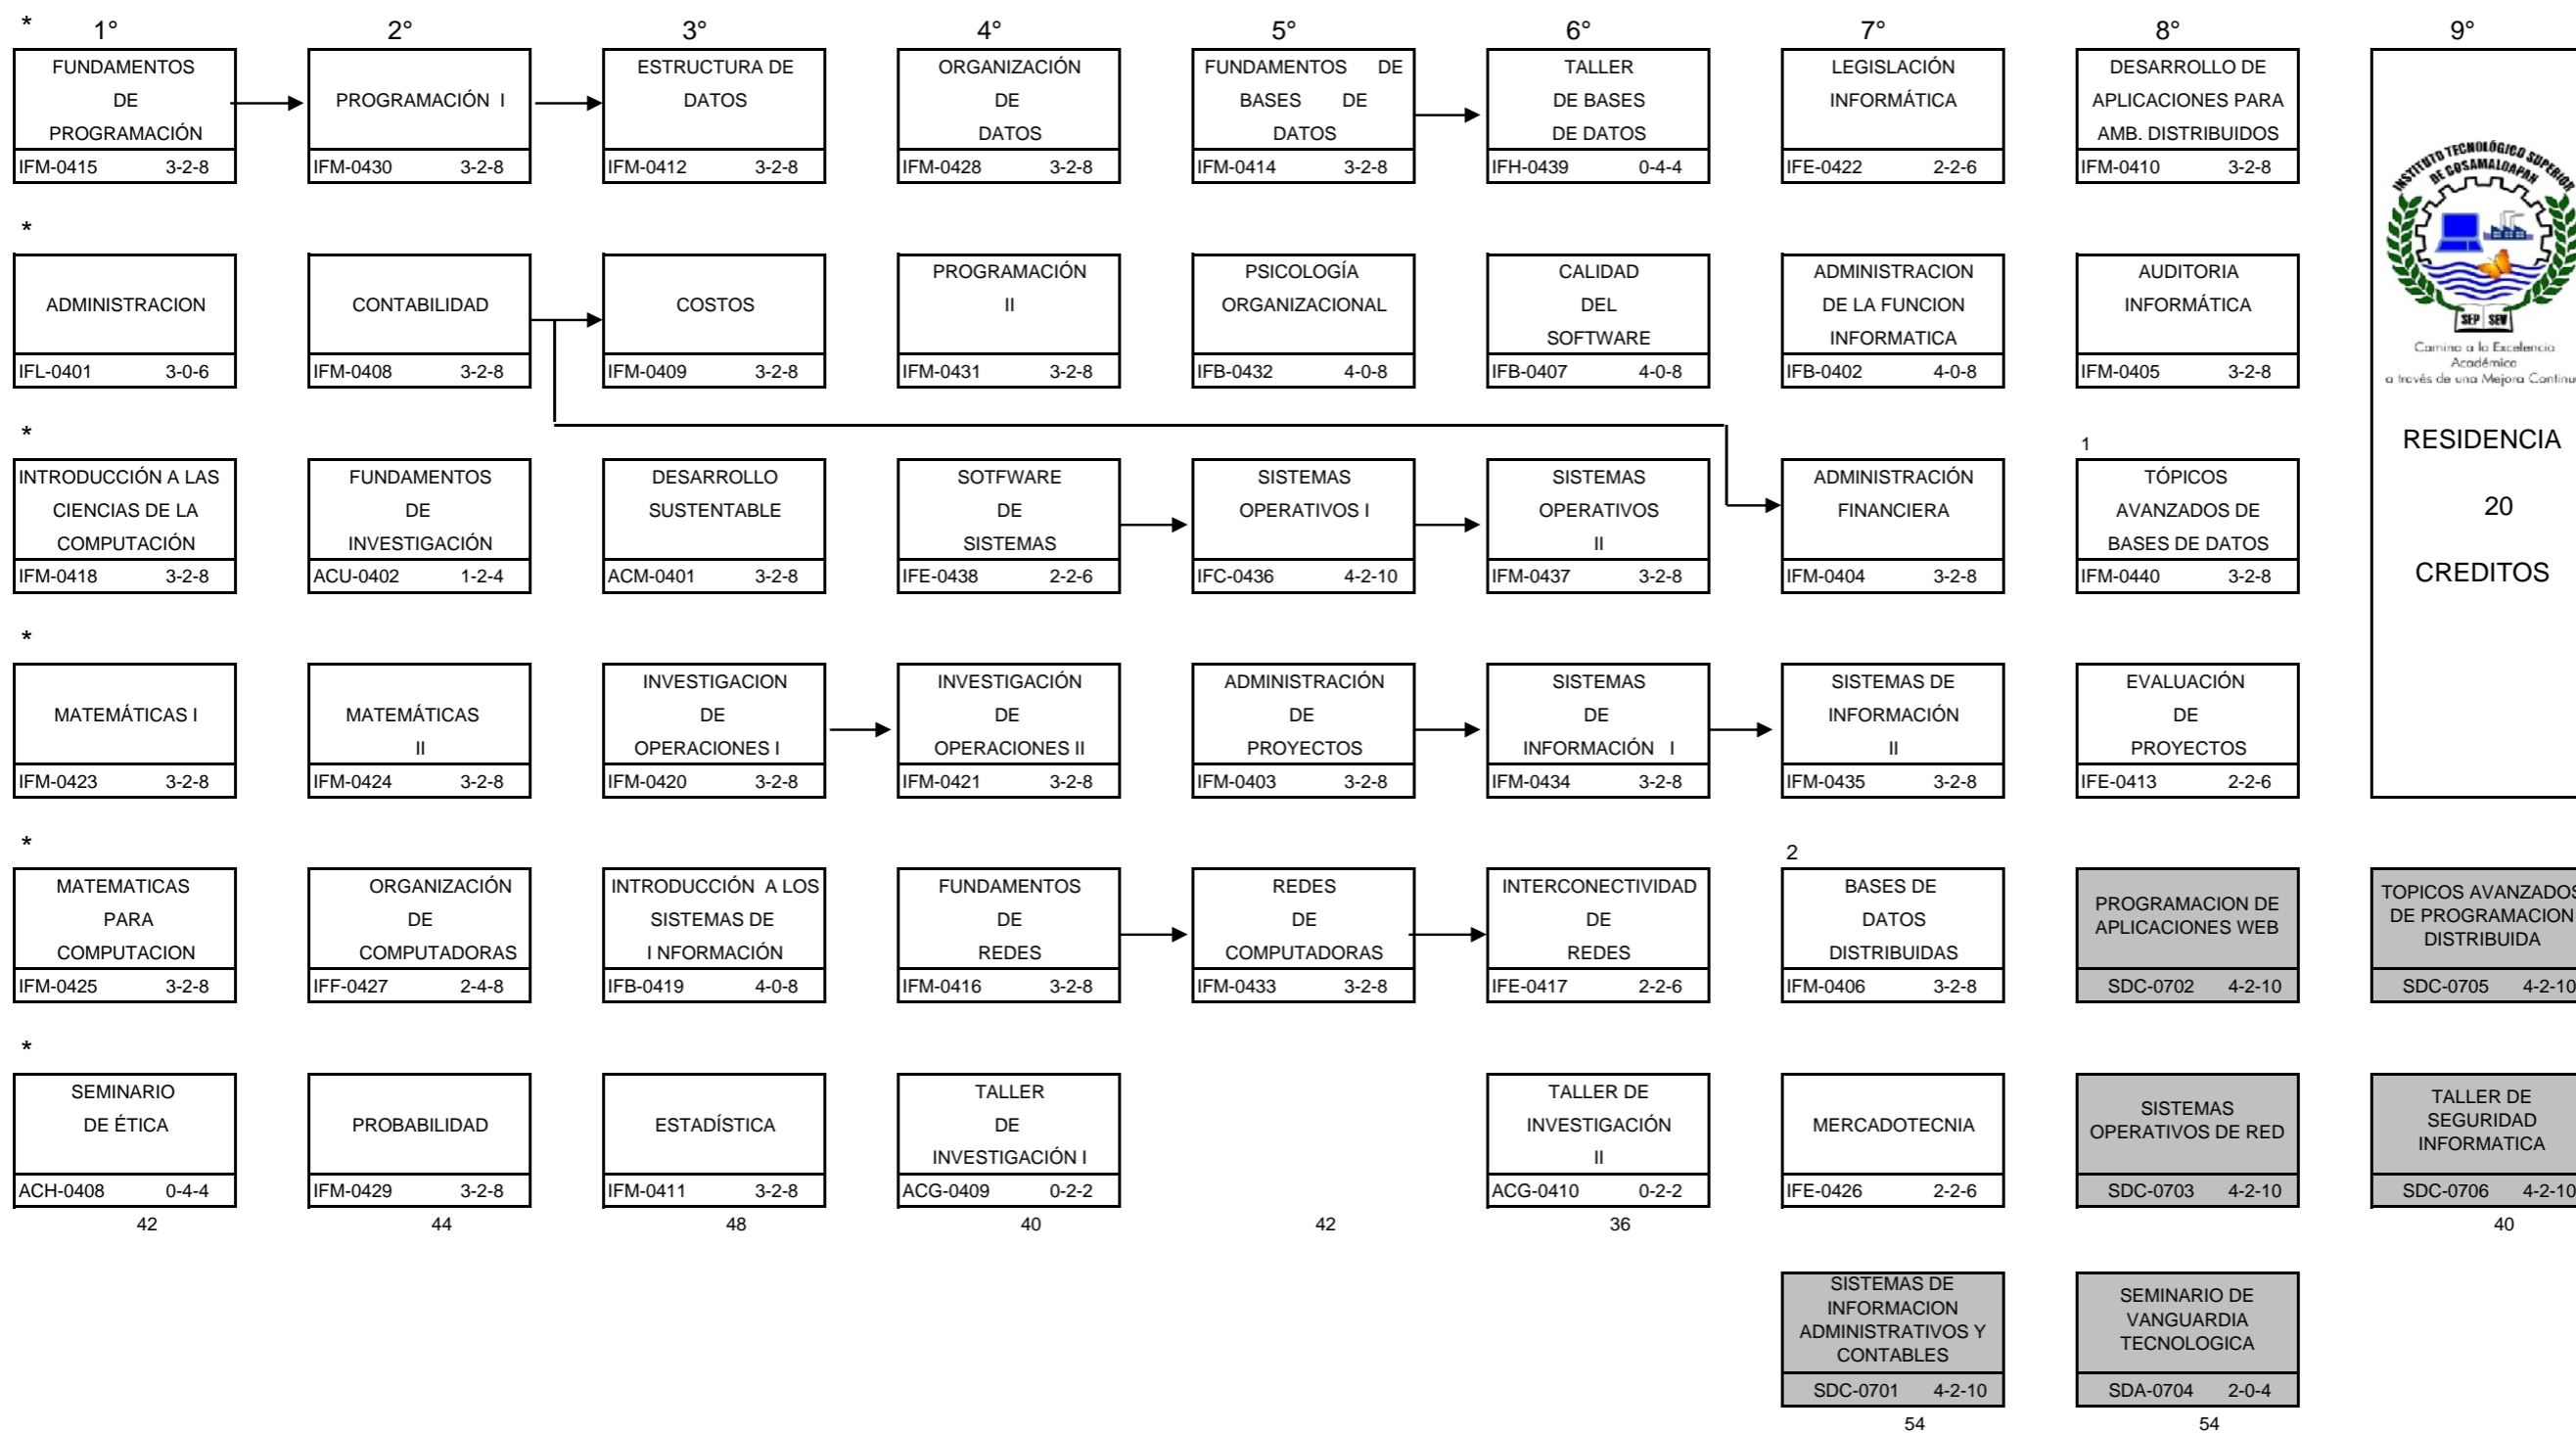 * 1° 2° 3° 4° 5° 6° 7° 8° 9°
FUNDAMENTOS
DE
PROGRAMACIÓN
IFM-0415 3-2-8
PROGRAMACIÓN I
IFM-0430 3-2-8
ESTRUCTURA DE
DATOS
IFM-0412 3-2-8
ORGANIZACIÓN
DE
DATOS
IFM-0428 3-2-8
FUNDAMENTOS DE
BASES DE
DATOS
IFM-0414 3-2-8
TALLER
DE BASES
DE DATOS
IFH-0439 0-4-4
LEGISLACIÓN
INFORMÁTICA
IFE-0422 2-2-6
DESARROLLO DE
APLICACIONES PARA
AMB. DISTRIBUIDOS
IFM-0410 3-2-8
INSTITUTO TECNOLÓGICO SUPERIOR
DE COSAMALOAPAN
SEP SEV
Camino a la Excelencia
Académica
a través de una Mejora Continu
RESIDENCIA
20
CREDITOS
*
ADMINISTRACION
IFL-0401 3-0-6
CONTABILIDAD
IFM-0408 3-2-8
COSTOS
IFM-0409 3-2-8
PROGRAMACIÓN
II
IFM-0431 3-2-8
PSICOLOGÍA
ORGANIZACIONAL
IFB-0432 4-0-8
CALIDAD
DEL
SOFTWARE
IFB-0407 4-0-8
ADMINISTRACION
DE LA FUNCION
INFORMATICA
IFB-0402 4-0-8
AUDITORIA
INFORMÁTICA
IFM-0405 3-2-8
*
INTRODUCCIÓN A LAS
CIENCIAS DE LA
COMPUTACIÓN
IFM-0418 3-2-8
FUNDAMENTOS
DE
INVESTIGACIÓN
ACU-0402 1-2-4
DESARROLLO
SUSTENTABLE
ACM-0401 3-2-8
SOTFWARE
DE
SISTEMAS
IFE-0438 2-2-6
SISTEMAS
OPERATIVOS I
IFC-0436 4-2-10
SISTEMAS
OPERATIVOS
II
IFM-0437 3-2-8
ADMINISTRACIÓN
FINANCIERA
IFM-0404 3-2-8
1
TÓPICOS
AVANZADOS DE
BASES DE DATOS
IFM-0440 3-2-8
*
MATEMÁTICAS I
IFM-0423 3-2-8
MATEMÁTICAS
II
IFM-0424 3-2-8
INVESTIGACION
DE
OPERACIONES I
IFM-0420 3-2-8
INVESTIGACIÓN
DE
OPERACIONES II
IFM-0421 3-2-8
ADMINISTRACIÓN
DE
PROYECTOS
IFM-0403 3-2-8
SISTEMAS
DE
INFORMACIÓN I
IFM-0434 3-2-8
SISTEMAS DE
INFORMACIÓN
II
IFM-0435 3-2-8
EVALUACIÓN
DE
PROYECTOS
IFE-0413 2-2-6
*
MATEMATICAS
PARA
COMPUTACION
IFM-0425 3-2-8
ORGANIZACIÓN
DE
COMPUTADORAS
IFF-0427 2-4-8
INTRODUCCIÓN A LOS
SISTEMAS DE
I NFORMACIÓN
IFB-0419 4-0-8
FUNDAMENTOS
DE
REDES
IFM-0416 3-2-8
REDES
DE
COMPUTADORAS
IFM-0433 3-2-8
INTERCONECTIVIDAD
DE
REDES
IFE-0417 2-2-6
2
BASES DE
DATOS
DISTRIBUIDAS
IFM-0406 3-2-8
PROGRAMACION DE
APLICACIONES WEB
SDC-0702 4-2-10
TOPICOS AVANZADOS
DE PROGRAMACION
DISTRIBUIDA
SDC-0705 4-2-10
*
SEMINARIO
DE ÉTICA
ACH-0408 0-4-4
PROBABILIDAD
IFM-0429 3-2-8
ESTADÍSTICA
IFM-0411 3-2-8
TALLER
DE
INVESTIGACIÓN I
ACG-0409 0-2-2
TALLER DE
INVESTIGACIÓN
II
ACG-0410 0-2-2
MERCADOTECNIA
IFE-0426 2-2-6
SISTEMAS
OPERATIVOS DE RED
SDC-0703 4-2-10
TALLER DE
SEGURIDAD
INFORMATICA
SDC-0706 4-2-10
42 44 48 40 42 36 40
SISTEMAS DE
INFORMACION
ADMINISTRATIVOS Y
CONTABLES
SDC-0701 4-2-10
SEMINARIO DE
VANGUARDIA
TECNOLOGICA
SDA-0704 2-0-4
54 54